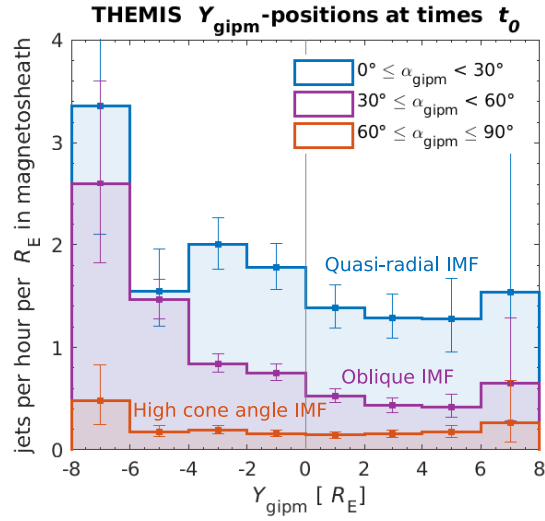 THEMIS Y_gipm-positions at times t_0
4
3
2
1
0
jets per hour per R_E in magnetosheath
0° ≤ α_gipm < 30°
30° ≤ α_gipm < 60°
60° ≤ α_gipm ≤ 90°
Quasi-radial IMF
Oblique IMF
High cone angle IMF
-8 -6 -4 -2 0 2 4 6 8
Y_gipm [ R_E]